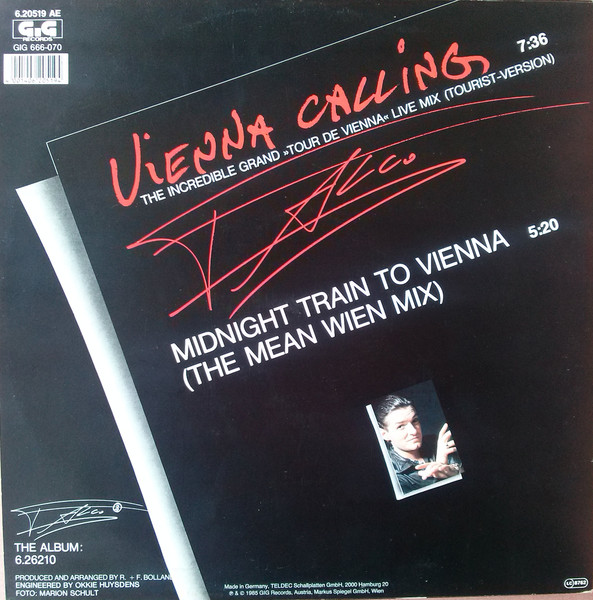 6.20519 AE
GIG
RECORDS
GIG 666-070
7:36
VIENNA CALLING
THE INCREDIBLE GRAND »TOUR DE VIENNA« LIVE MIX (TOURIST-VERSION)
FALCO
5:20
MIDNIGHT TRAIN TO VIENNA
(THE MEAN WIEN MIX)
FALCO 3
THE ALBUM:
6.26210
PRODUCED AND ARRANGED BY R. + F. BOLLAN
ENGINEERED BY OKKIE HUYSDENS
FOTO: MARION SCHULT
Made in Germany, TELDEC Schallplatten GmbH, 2000 Hamburg 20
℗ & © 1985 GIG Records, Austria, Markus Spiegel GmbH, Wien
LC 8762